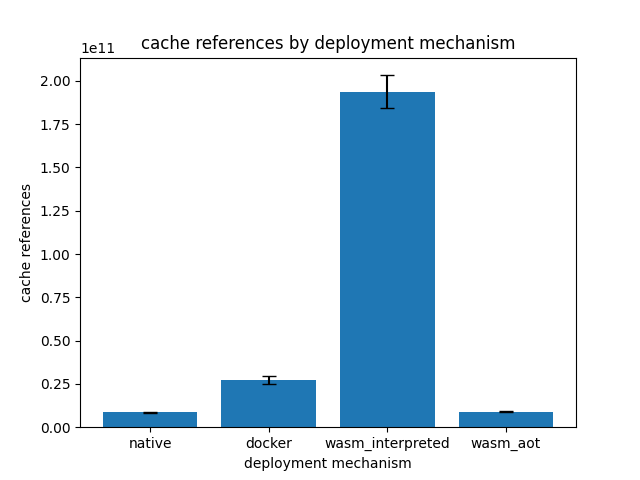 cache references by deployment mechanism
1e11
2.00
1.75
1.50
1.25
1.00
0.75
0.50
0.25
0.00
cache references
native docker wasm_interpreted wasm_aot
deployment mechanism